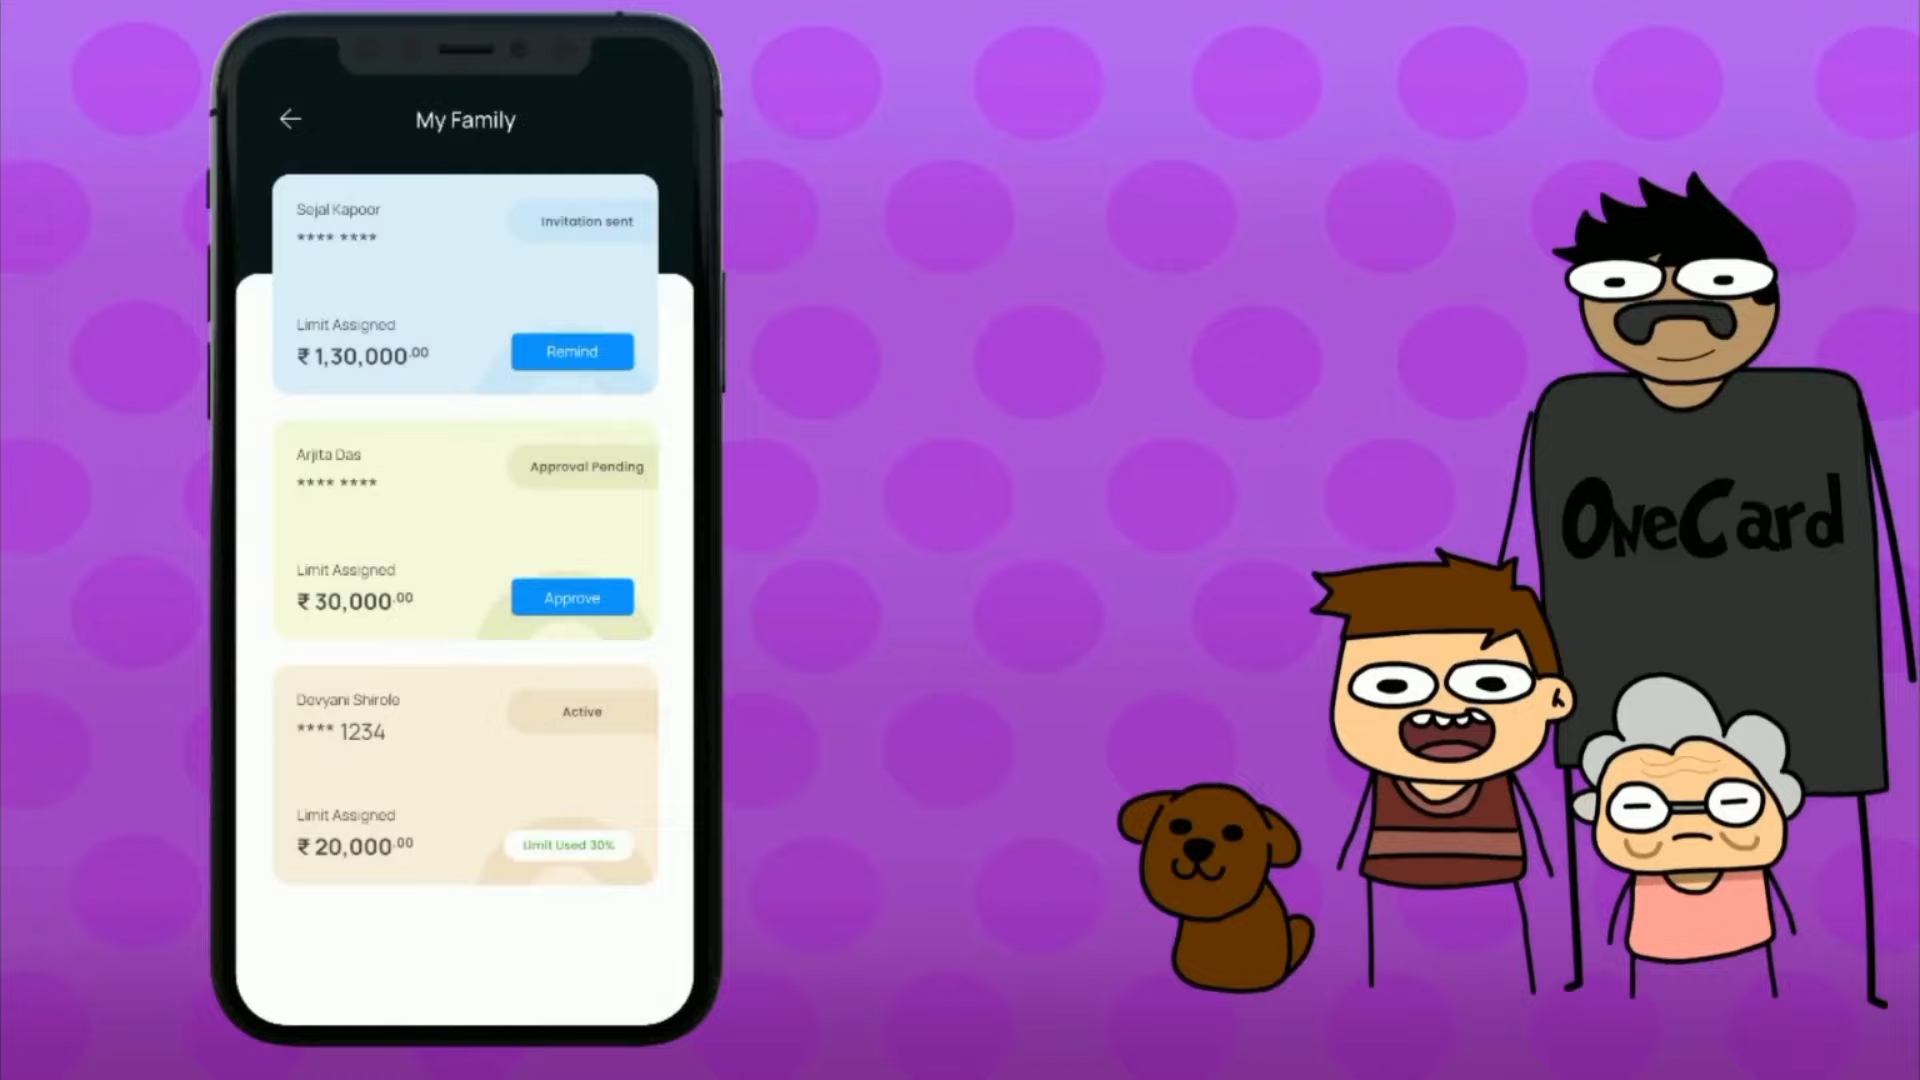 My Family
Sejal Kapoor
Invitation sent
**** ****
Limit Assigned
₹ 1,30,000.00
Remind
Arjita Das
Approval Pending
**** ****
Limit Assigned
₹ 30,000.00
Approve
Devyani Shirole
Active
**** 1234
Limit Assigned
₹ 20,000.00
Limit Used 30%
OneCard